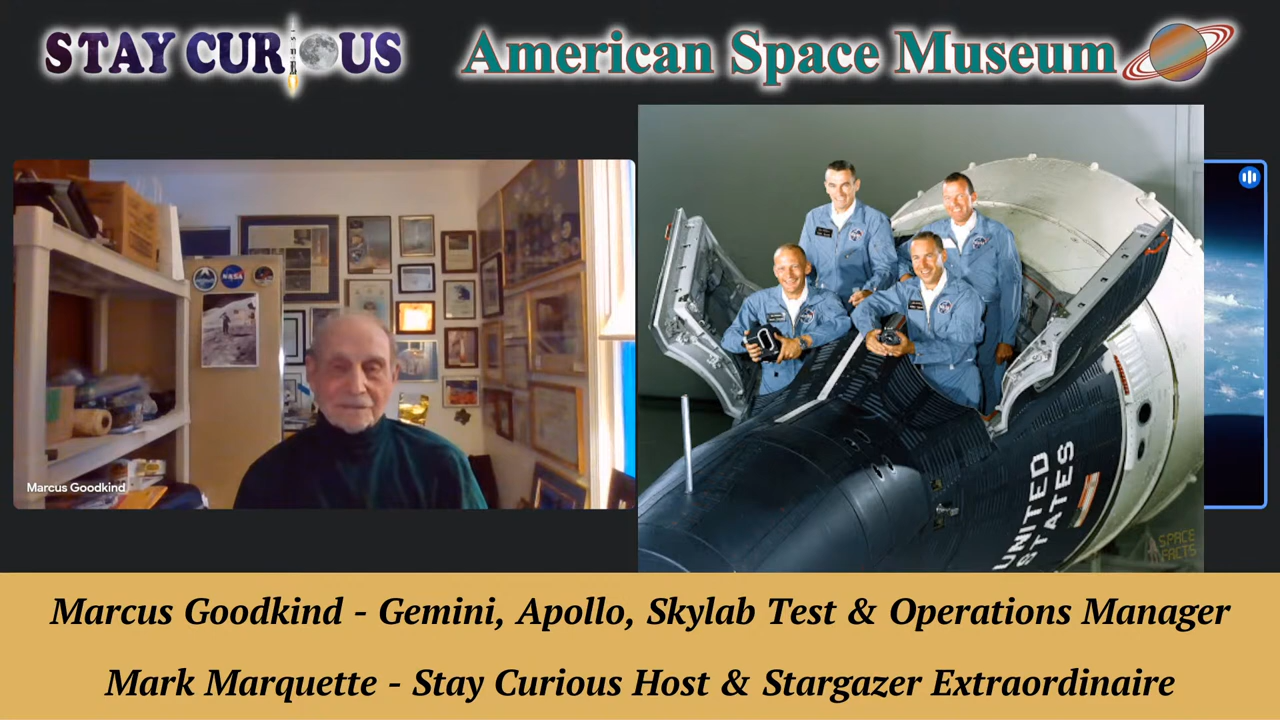 STAY CURIOUS
American Space Museum
NASA
UNITED
STATES
SPACE
FACTS
Marcus Goodkind
Marcus Goodkind - Gemini, Apollo, Skylab Test & Operations Manager
Mark Marquette - Stay Curious Host & Stargazer Extraordinaire